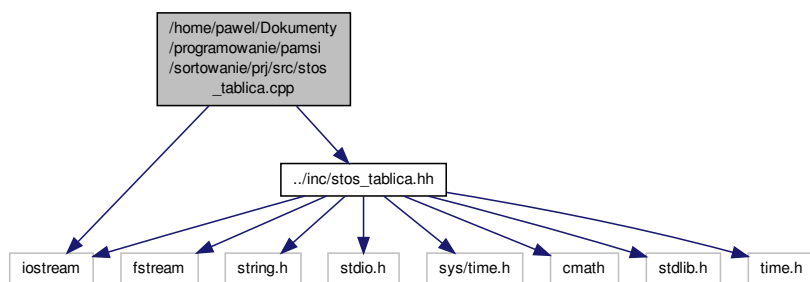 /home/pawel/Dokumenty
/programowanie/pamsi
/sortowanie/prj/src/stos
_tablica.cpp
../inc/stos_tablica.hh
iostream
fstream
string.h
stdio.h
sys/time.h
cmath
stdlib.h
time.h